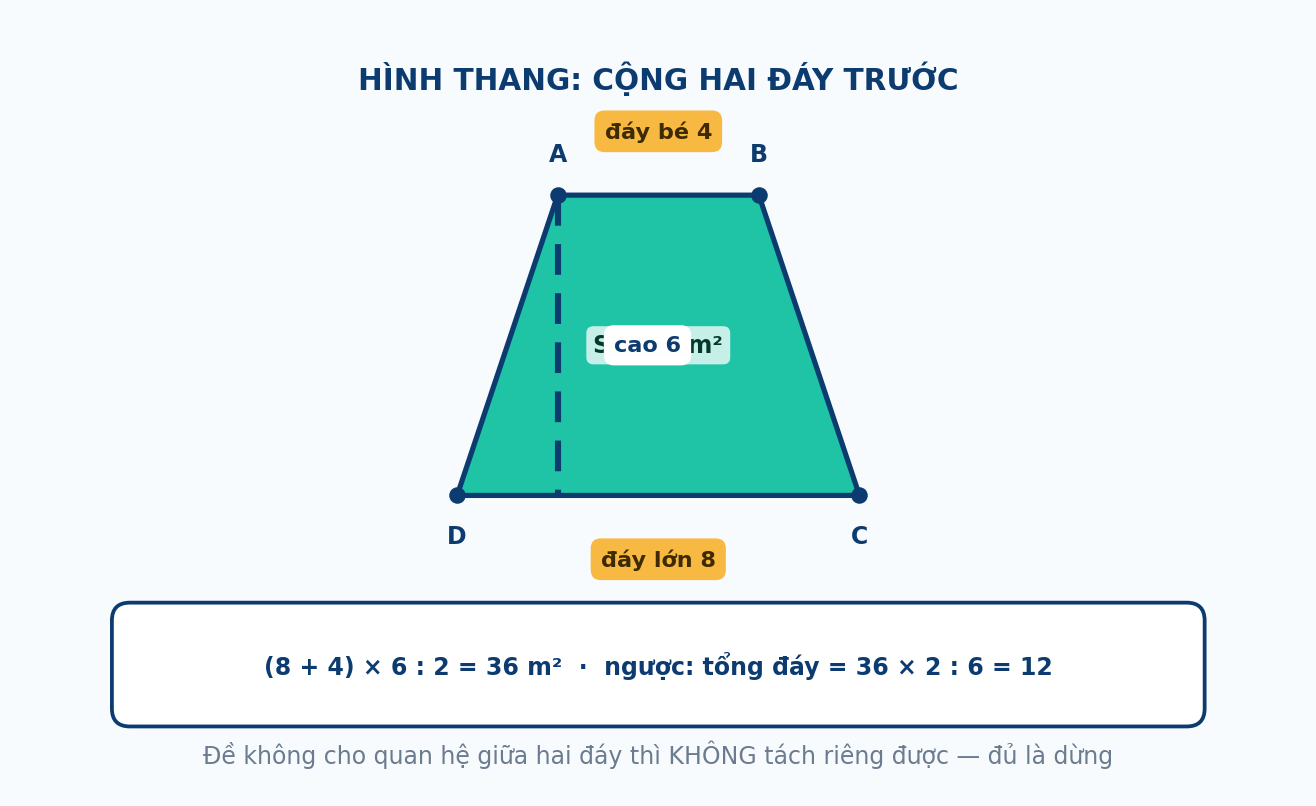 HÌNH THANG: CỘNG HAI ĐÁY TRƯỚC
đáy bé 4
A B
S cao 6 m²
D C
đáy lớn 8
(8 + 4) × 6 : 2 = 36 m² · ngược: tổng đáy = 36 × 2 : 6 = 12
Đề không cho quan hệ giữa hai đáy thì KHÔNG tách riêng được — đủ là dừng